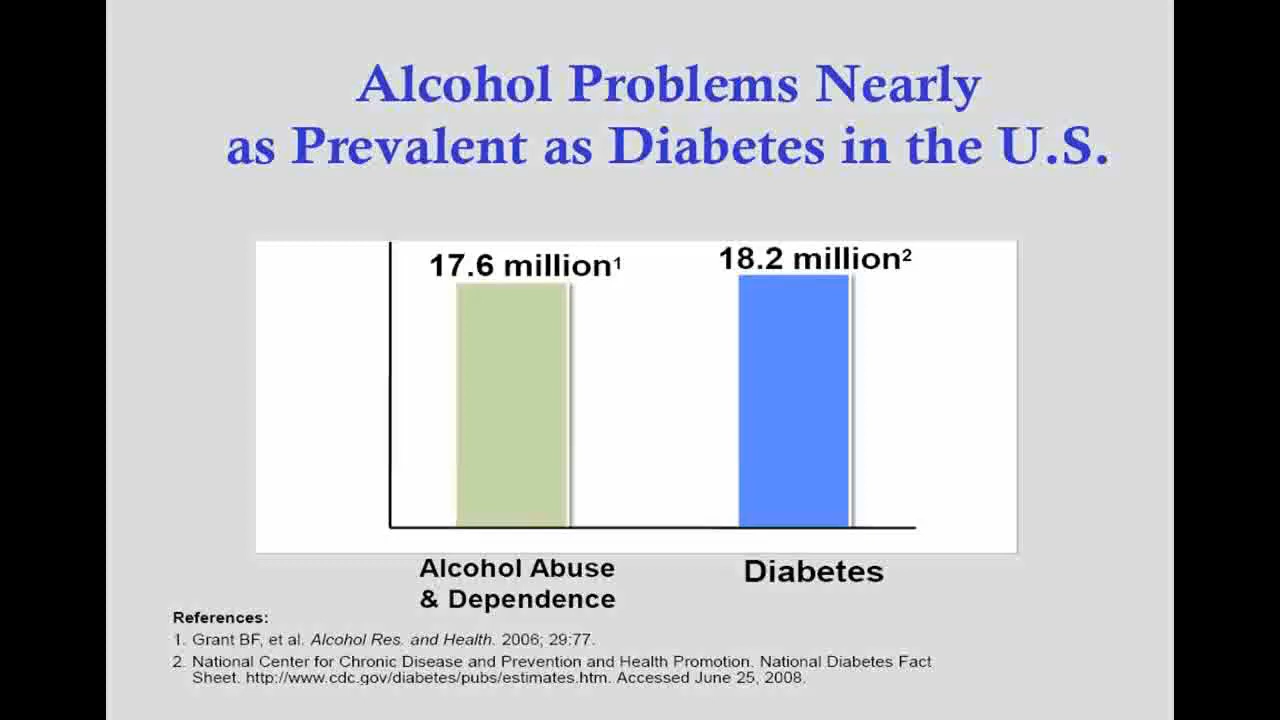 Alcohol Problems Nearly
as Prevalent as Diabetes in the U.S.
17.6 million¹
18.2 million²
Alcohol Abuse
& Dependence
Diabetes
References:
1. Grant BF, et al. Alcohol Res. and Health. 2006; 29:77.
2. National Center for Chronic Disease and Prevention and Health Promotion. National Diabetes Fact
Sheet. http://www.cdc.gov/diabetes/pubs/estimates.htm. Accessed June 25, 2008.